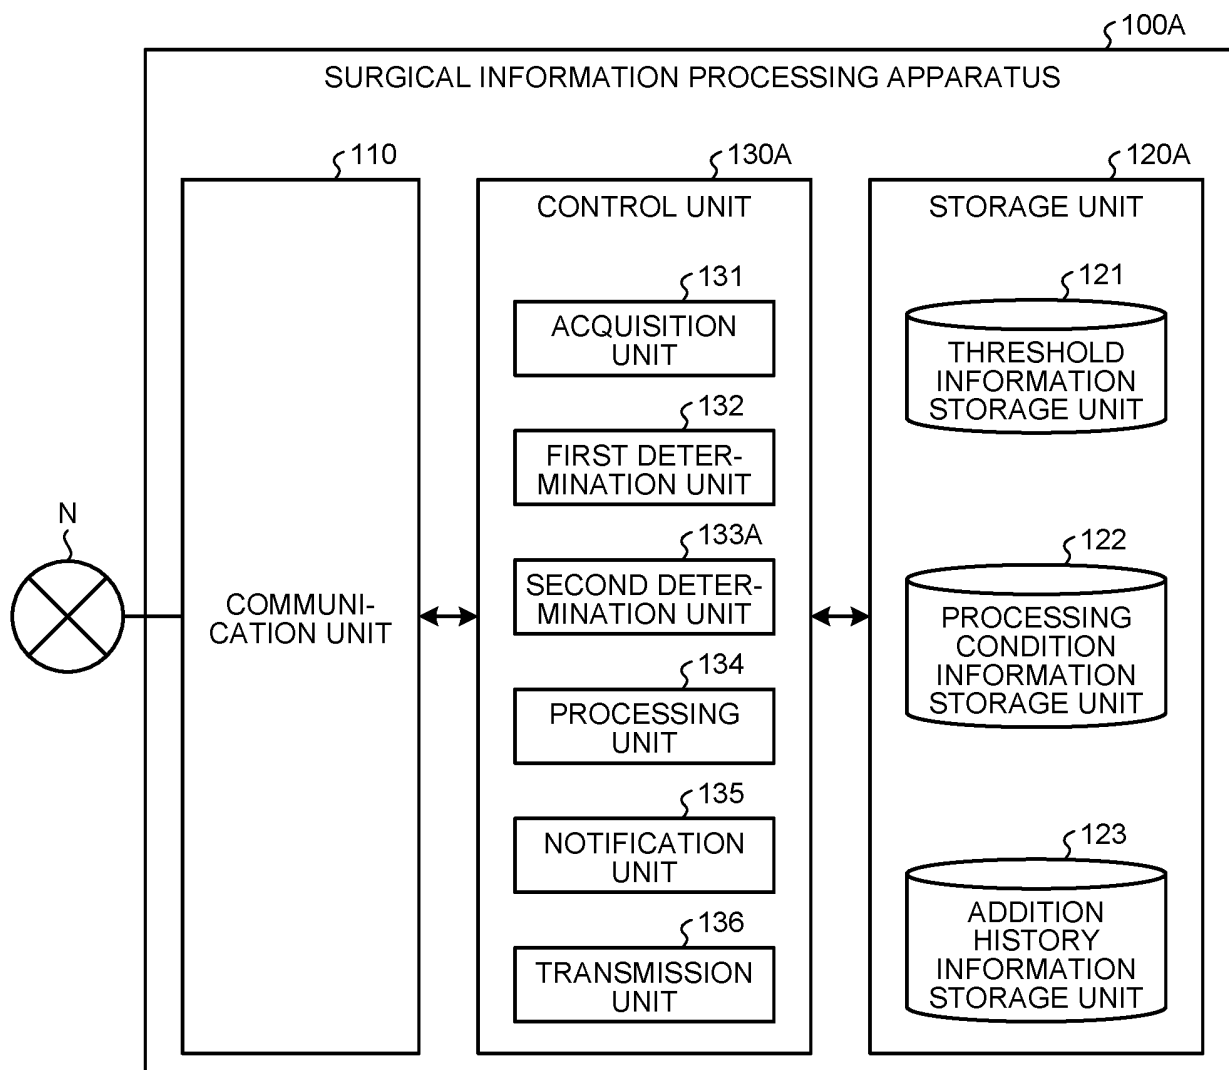 100A
SURGICAL INFORMATION PROCESSING APPARATUS
110
130A
120A
CONTROL UNIT
STORAGE UNIT
131
ACQUISITION
UNIT
132
FIRST DETER-
MINATION UNIT
133A
SECOND DETER-
MINATION UNIT
134
PROCESSING
UNIT
135
NOTIFICATION
UNIT
136
TRANSMISSION
UNIT
121
THRESHOLD
INFORMATION
STORAGE UNIT
122
PROCESSING
CONDITION
INFORMATION
STORAGE UNIT
123
ADDITION
HISTORY
INFORMATION
STORAGE UNIT
N
COMMUNI-
CATION UNIT